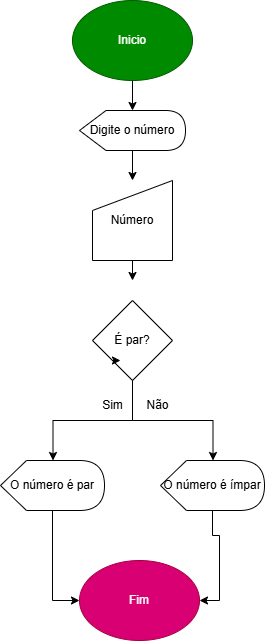 Inicio
Digite o número
Número
É par?
Sim
Não
O número é par
O número é ímpar
Fim